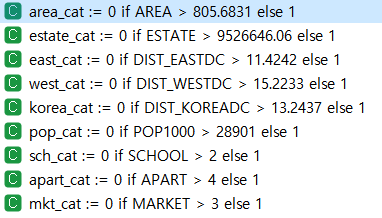 C area_cat := 0 if AREA > 805.6831 else 1
C estate_cat := 0 if ESTATE > 9526646.06 else 1
C east_cat := 0 if DIST_EASTDC > 11.4242 else 1
C west_cat := 0 if DIST_WESTDC > 15.2233 else 1
C korea_cat := 0 if DIST_KOREADC > 13.2437 else 1
C pop_cat := 0 if POP1000 > 28901 else 1
C sch_cat := 0 if SCHOOL > 2 else 1
C apart_cat := 0 if APART > 4 else 1
C mkt_cat := 0 if MARKET > 3 else 1